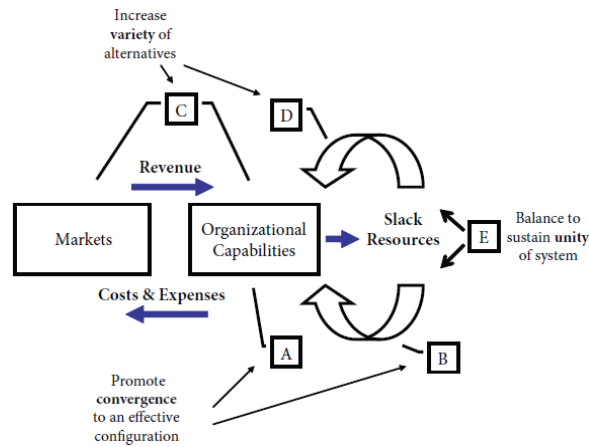 Increase
variety of
alternatives
C
D
Revenue
Markets
Organizational
Capabilities
Slack
Resources
E
Balance to
sustain unity
of system
Costs & Expenses
A
B
Promote
convergence
to an effective
configuration